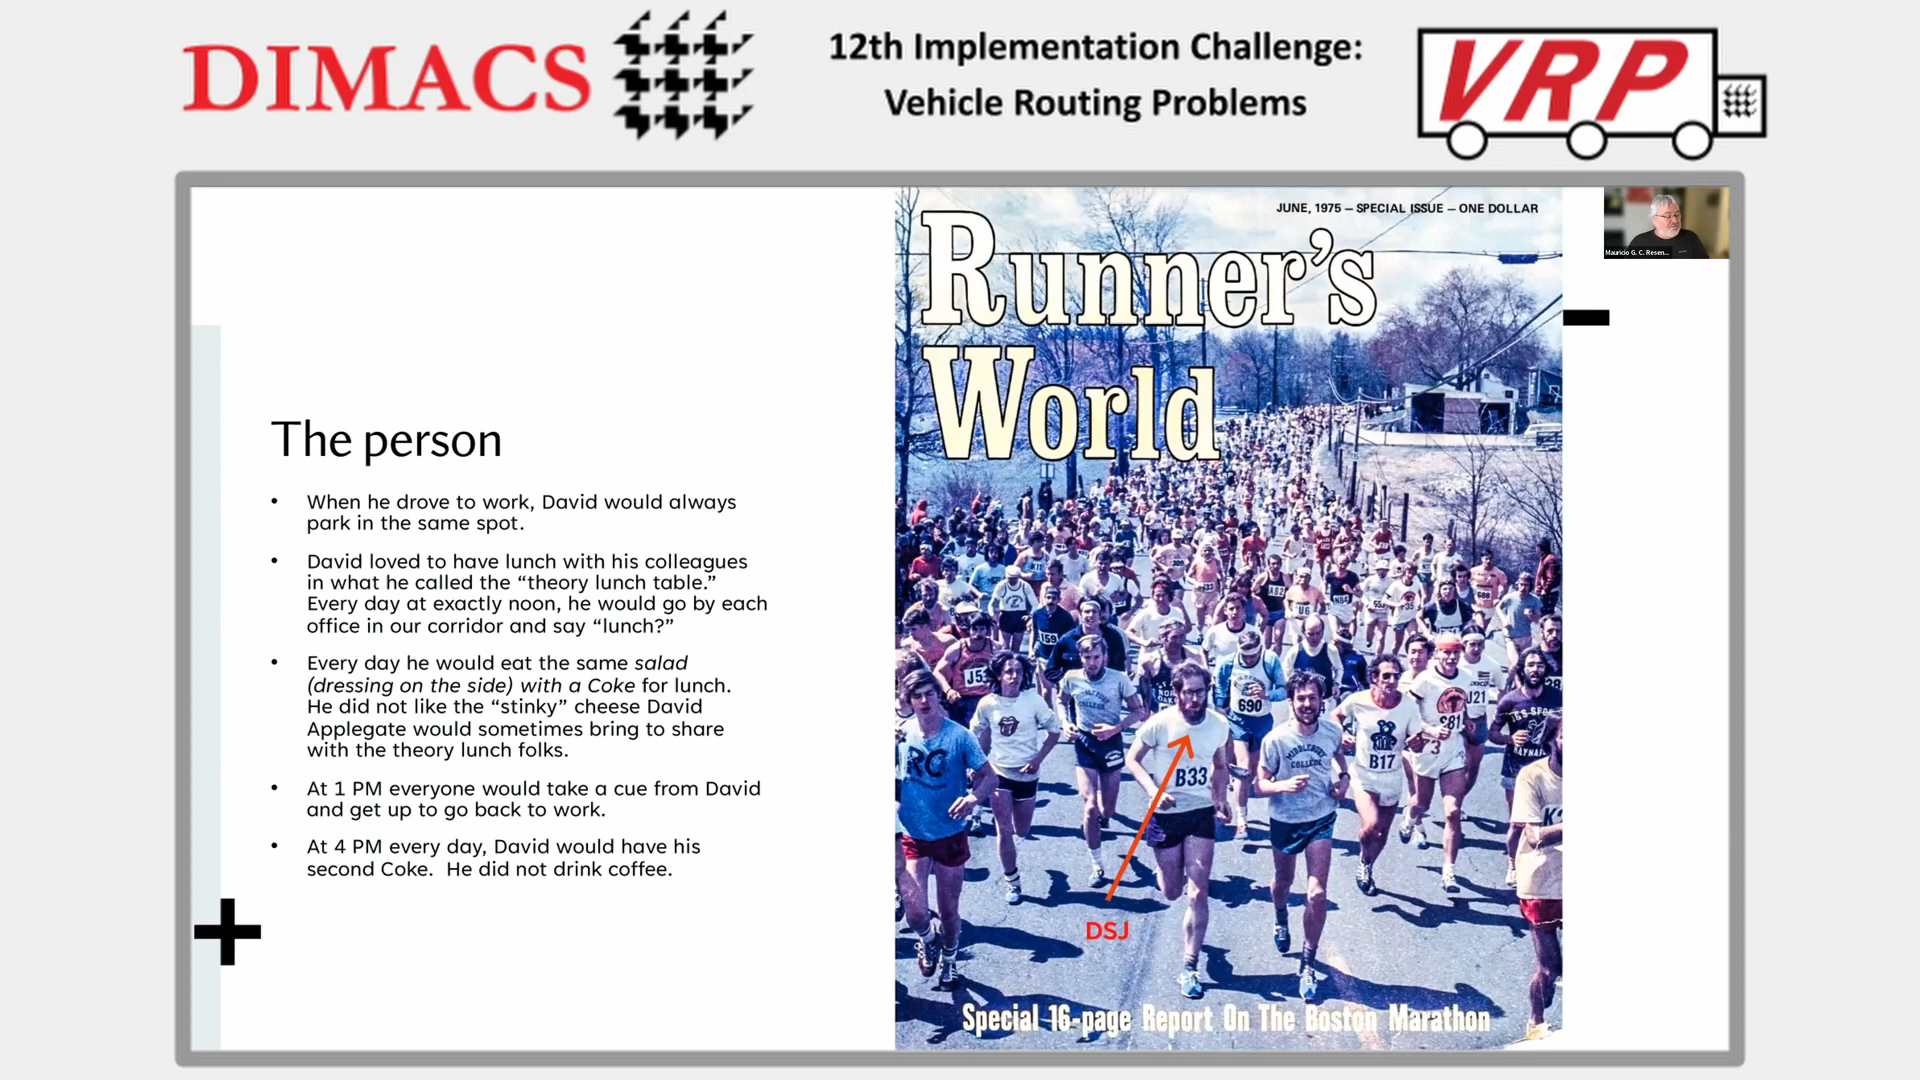 DIMACS
12th Implementation Challenge:
Vehicle Routing Problems
VRP
JUNE, 1975 — SPECIAL ISSUE — ONE DOLLAR
Runner's
World
Mauricio G. C. Resen...
The person
• When he drove to work, David would always
park in the same spot.
• David loved to have lunch with his colleagues
in what he called the “theory lunch table.”
Every day at exactly noon, he would go by each
office in our corridor and say “lunch?”
• Every day he would eat the same salad
(dressing on the side) with a Coke for lunch.
He did not like the “stinky” cheese David
Applegate would sometimes bring to share
with the theory lunch folks.
• At 1 PM everyone would take a cue from David
and get up to go back to work.
• At 4 PM every day, David would have his
second Coke.  He did not drink coffee.
159
J21
690
RC
MIDDLEBURY
COLLEGE
B17
B33
DSJ
Special 16-page Report On The Boston Marathon